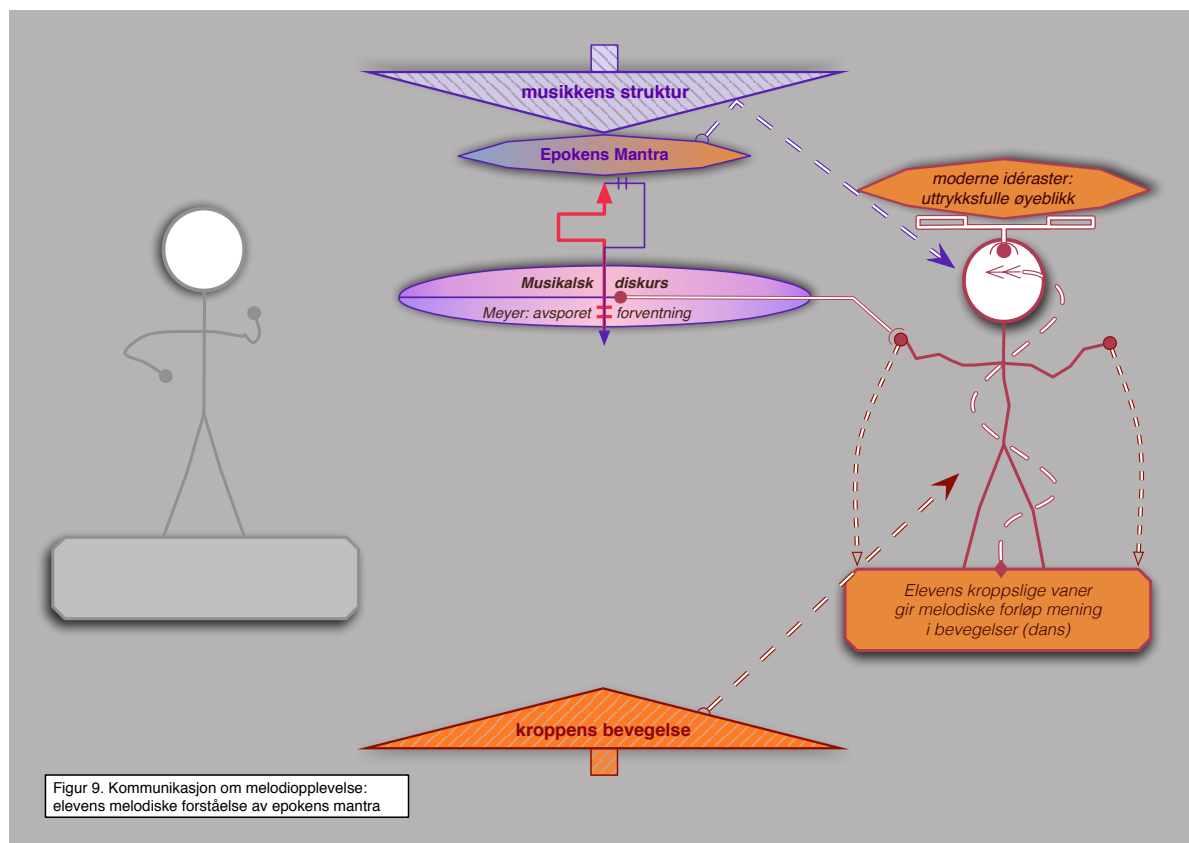 musikkens struktur
Epokens Mantra
moderne idéraster:
uttrykksfulle øyeblikk
Musikalsk diskurs
Meyer: avsporet forventning
Elevens kroppslige vaner
gir melodiske forløp mening
i bevegelser (dans)
kroppens bevegelse
Figur 9. Kommunikasjon om melodiopplevelse:
elevens melodiske forståelse av epokens mantra